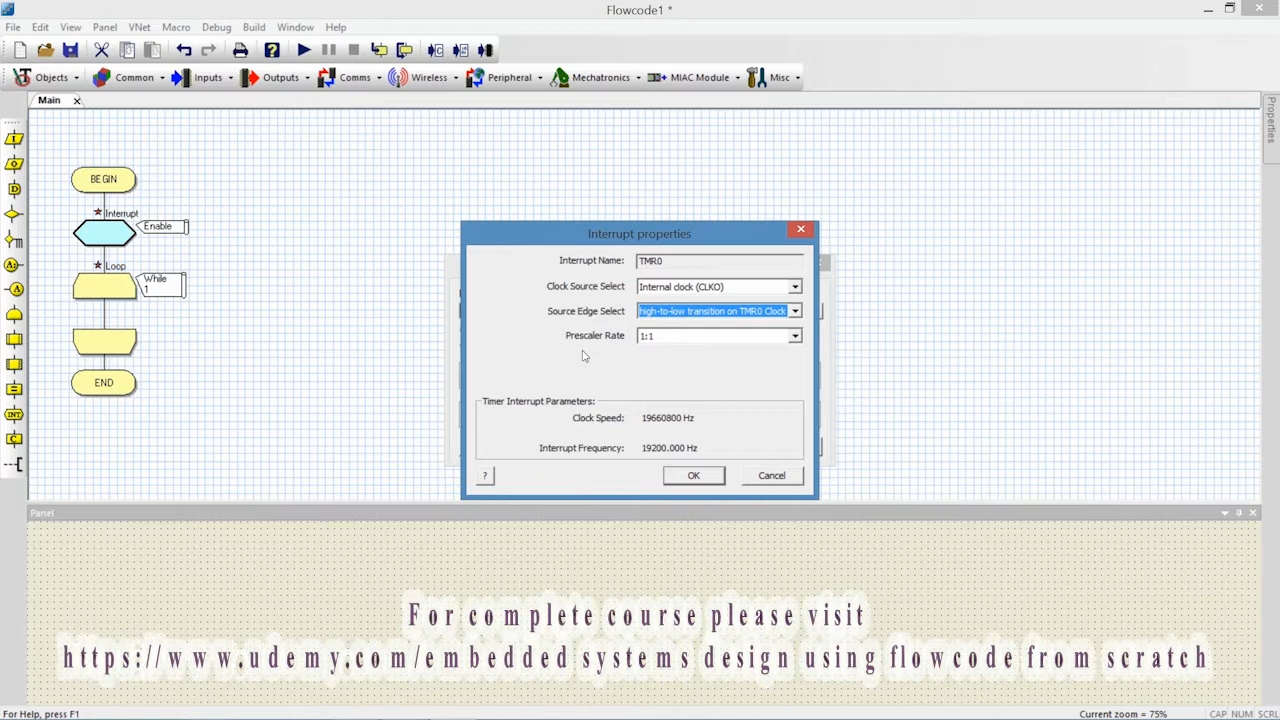 Flowcode1 *
File Edit View Panel VNet Macro Debug Build Window Help
Objects Common Inputs Outputs Comms Wireless Peripheral Mechatronics MIAC Module Misc
Main
Properties
BEGIN
Interrupt
Enable
Loop
While
1
END
Interrupt properties
Interrupt Name: TMR0
Clock Source Select Internal clock (CLKO)
Source Edge Select high-to-low transition on TMR0 Clock
Prescaler Rate 1:1
Timer Interrupt Parameters:
Clock Speed: 19660800 Hz
Interrupt Frequency: 19200.000 Hz
? OK Cancel
Panel
For complete course please visit
https://www.udemy.com/embedded systems design using flowcode from scratch
For Help, press F1 Current zoom = 75% CAP NUM SCRL